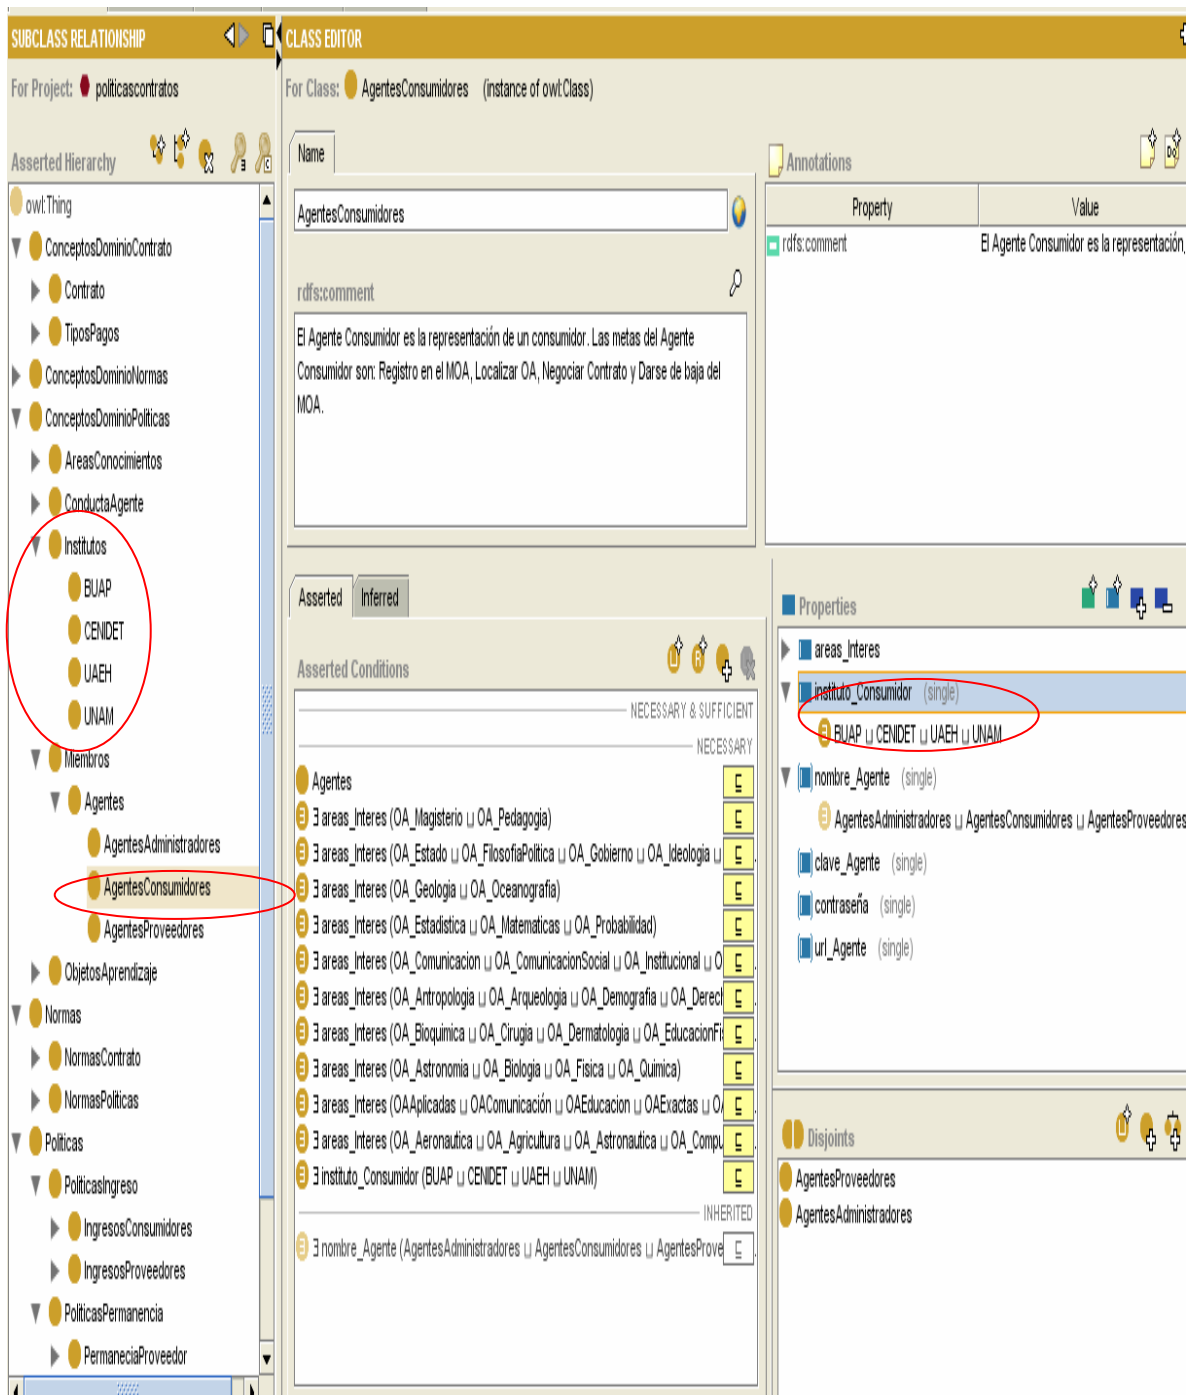 SUBCLASS RELATIONSHIP
For Project: politicascontratos
Asserted Hierarchy
owl:Thing
ConceptosDominioContrato
Contrato
TiposPagos
ConceptosDominioNormas
ConceptosDominioPoliticas
AreasConocimientos
ConductaAgente
Institutos
BUAP
CENIDET
UAEH
UNAM
Miembros
Agentes
AgentesAdministradores
AgentesConsumidores
AgentesProveedores
ObjetosAprendizaje
Normas
NormasContrato
NormasPoliticas
Politicas
PoliticasIngreso
IngresosConsumidores
IngresosProveedores
PoliticasPermanencia
PermaneciaProveedor
CLASS EDITOR
For Class: AgentesConsumidores (instance of owl:Class)
Name
AgentesConsumidores
rdfs:comment
El Agente Consumidor es la representación de un consumidor. Las metas del Agente
Consumidor son: Registro en el MOA, Localizar OA, Negociar Contrato y Darse de baja del
MOA.
Annotations
Property Value
rdfs:comment El Agente Consumidor es la representación,
Asserted Inferred
Asserted Conditions
NECESSARY & SUFFICIENT
NECESSARY
Agentes
∃ areas_Interes (OA_Magisterio ⊔ OA_Pedagogia)
∃ areas_Interes (OA_Estado ⊔ OA_FilosofiaPolitica ⊔ OA_Gobierno ⊔ OA_Ideologia ⊔
∃ areas_Interes (OA_Geologia ⊔ OA_Oceanografia)
∃ areas_Interes (OA_Estadistica ⊔ OA_Matematicas ⊔ OA_Probabilidad)
∃ areas_Interes (OA_Comunicacion ⊔ OA_ComunicacionSocial ⊔ OA_Institucional ⊔ O
∃ areas_Interes (OA_Antropologia ⊔ OA_Arqueologia ⊔ OA_Demografia ⊔ OA_Derecl
∃ areas_Interes (OA_Bioquimica ⊔ OA_Cirugia ⊔ OA_Dermatologia ⊔ OA_EducacionFi
∃ areas_Interes (OA_Astronomia ⊔ OA_Biologia ⊔ OA_Fisica ⊔ OA_Quimica)
∃ areas_Interes (OAAplicadas ⊔ OAComunicación ⊔ OAEducacion ⊔ OAExactas ⊔ O/
∃ areas_Interes (OA_Aeronautica ⊔ OA_Agricultura ⊔ OA_Astronautica ⊔ OA_Compu
∃ instituto_Consumidor (BUAP ⊔ CENIDET ⊔ UAEH ⊔ UNAM)
INHERITED
∃ nombre_Agente (AgentesAdministradores ⊔ AgentesConsumidores ⊔ AgentesProve
Properties
areas_Interes
instituto_Consumidor (single)
BUAP ⊔ CENIDET ⊔ UAEH ⊔ UNAM
nombre_Agente (single)
AgentesAdministradores ⊔ AgentesConsumidores ⊔ AgentesProveedores
clave_Agente (single)
contraseña (single)
url_Agente (single)
Disjoints
AgentesProveedores
AgentesAdministradores